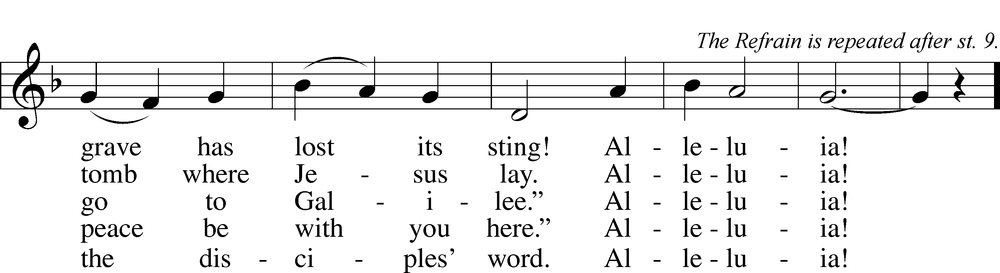 The Refrain is repeated after st. 9.
grave has lost its sting! Al - le - lu - ia!
tomb where Je - sus lay. Al - le - lu - ia!
go to Gal - i - lee.” Al - le - lu - ia!
peace be with you here.” Al - le - lu - ia!
the dis - ci - ples’ word. Al - le - lu - ia!